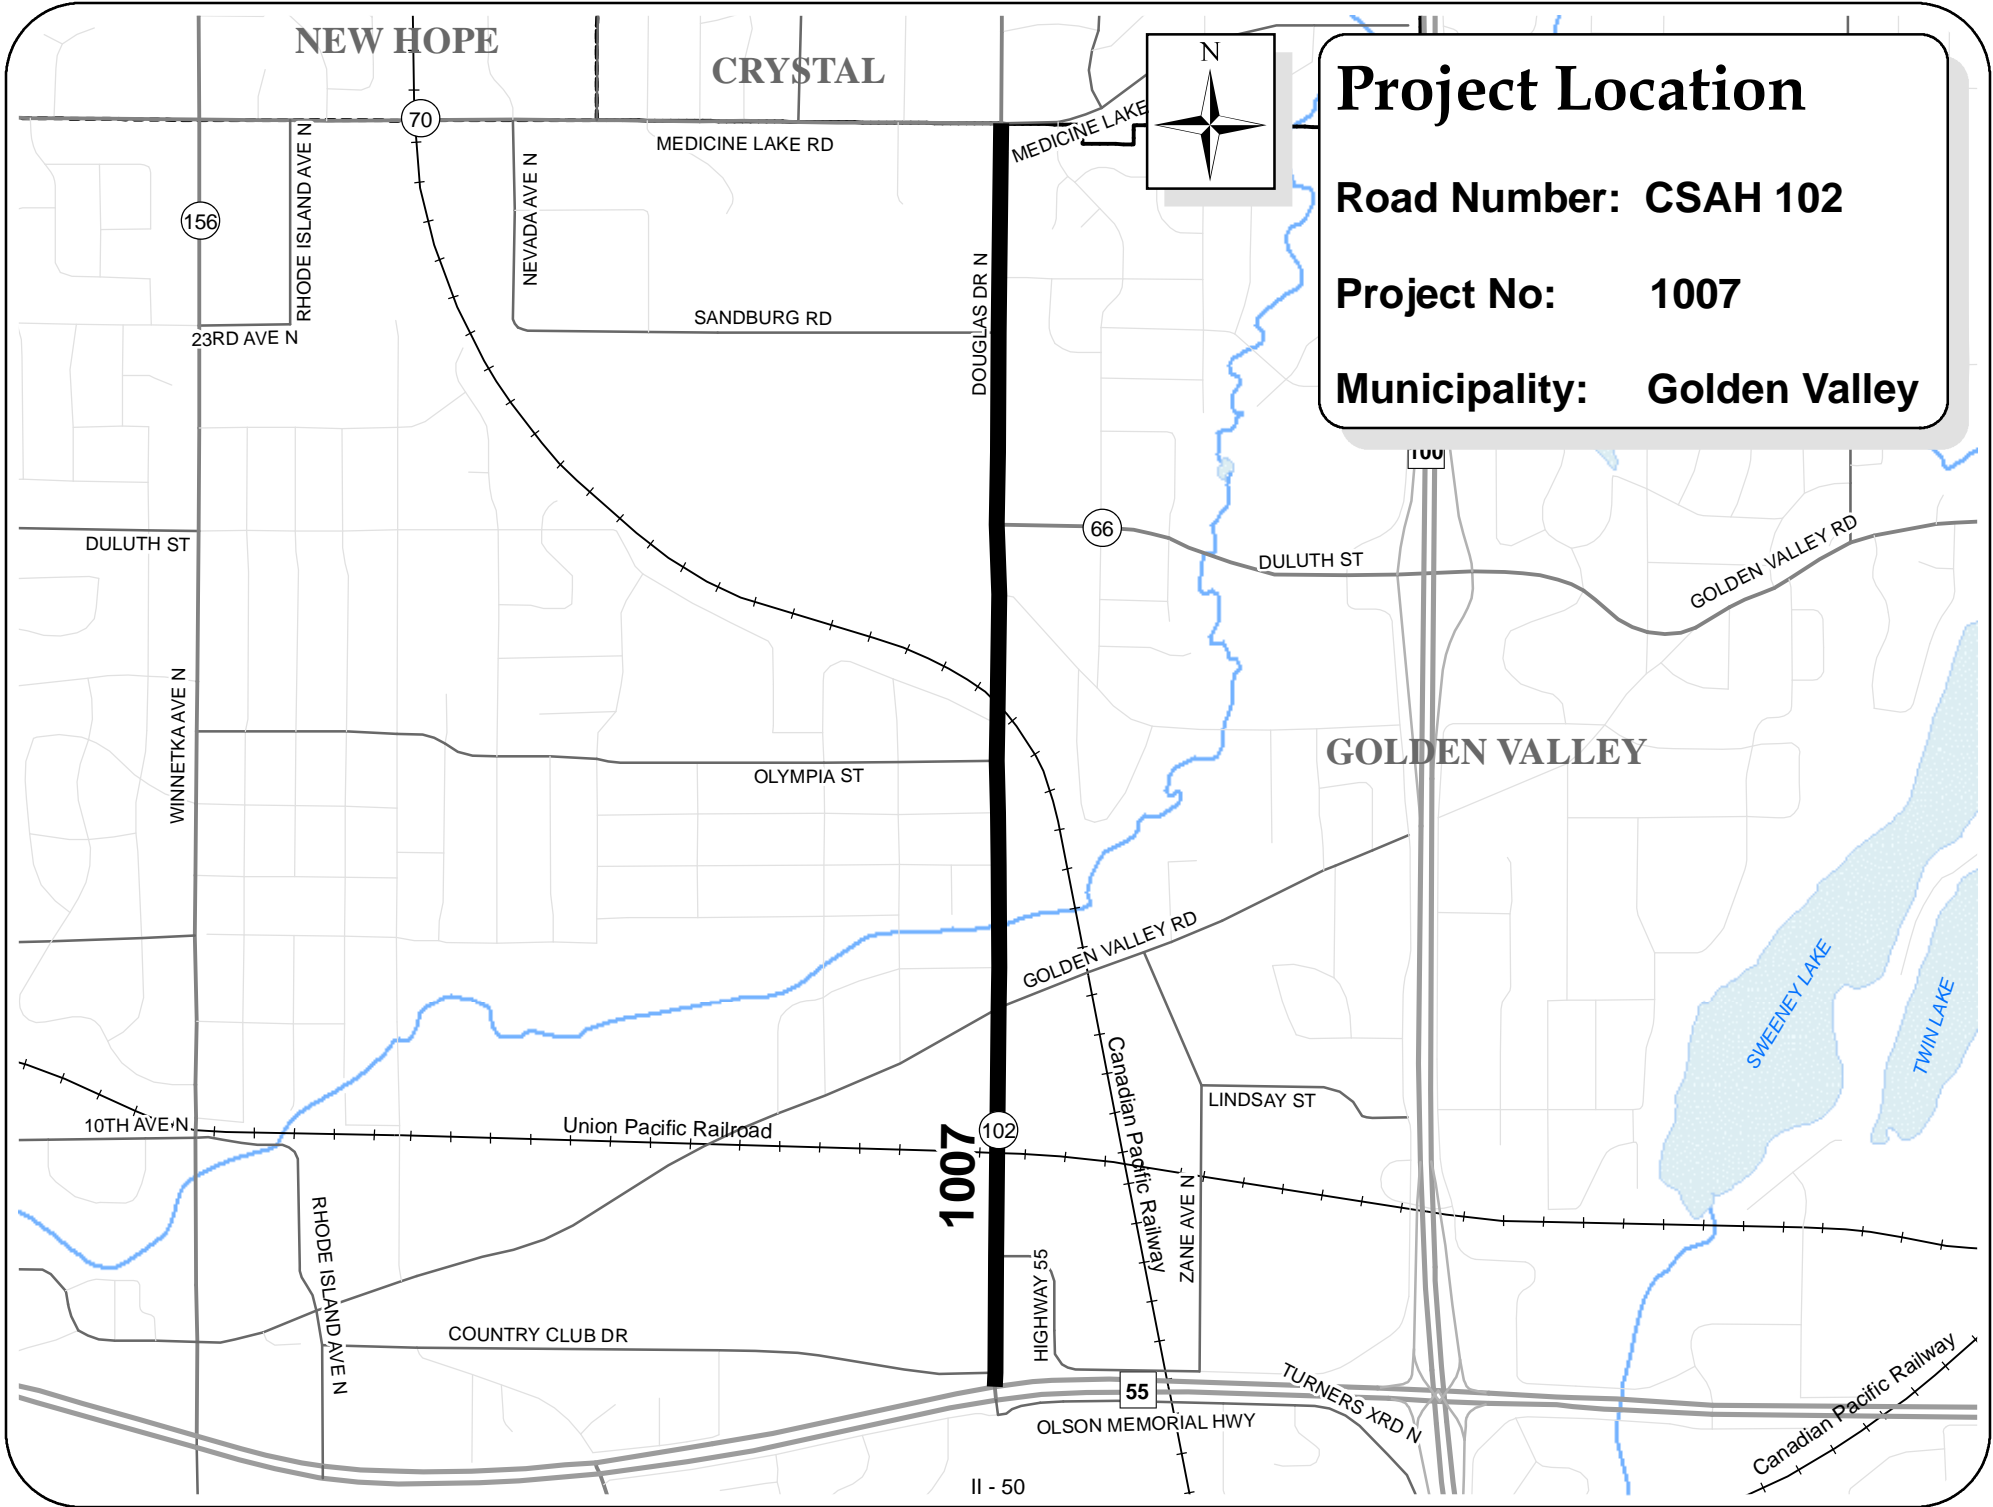 NEW HOPE
CRYSTAL
N
Project Location
Road Number: CSAH 102
Project No: 1007
Municipality: Golden Valley
70
MEDICINE LAKE RD
MEDICINE LAKE
156
RHODE ISLAND AVE N
NEVADA AVE N
DOUGLAS DR N
SANDBURG RD
23RD AVE N
100
66
DULUTH ST
DULUTH ST
GOLDEN VALLEY RD
WINNETKA AVE N
OLYMPIA ST
GOLDEN VALLEY
GOLDEN VALLEY RD
SWEENEY LAKE
TWIN LAKE
Canadian Pacific Railway
LINDSAY ST
10TH AVE N
Union Pacific Railroad
102
1007
ZANE AVE N
RHODE ISLAND AVE N
HIGHWAY 55
COUNTRY CLUB DR
55
OLSON MEMORIAL HWY
TURNERS XRD N
Canadian Pacific Railway
II - 50